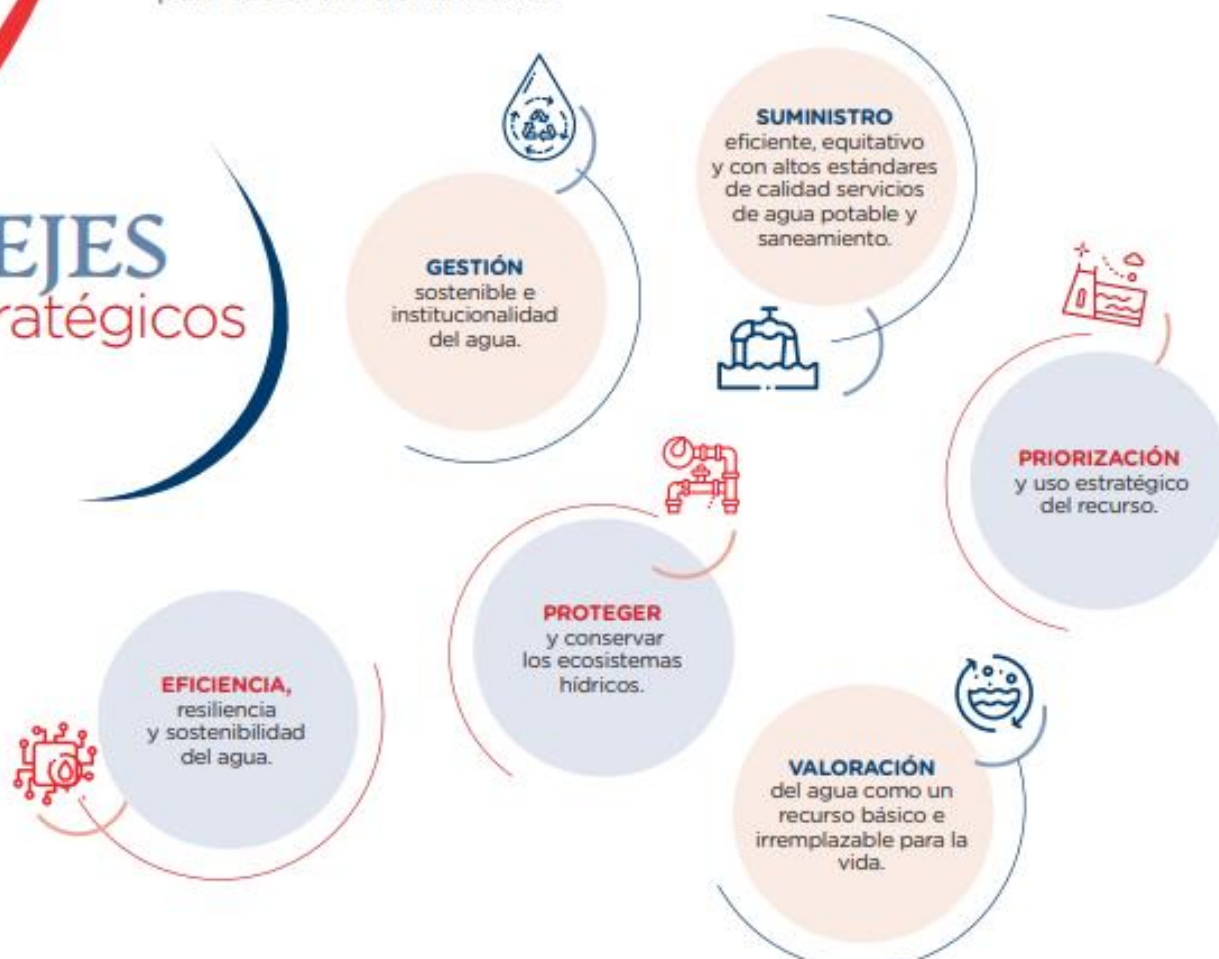 EJES
ratégicos
GESTIÓN
sostenible e
institucionalidad
del agua.
SUMINISTRO
eficiente, equitativo
y con altos estándares
de calidad servicios
de agua potable y
saneamiento.
PRIORIZACIÓN
y uso estratégico
del recurso.
PROTEGER
y conservar
los ecosistemas
hídricos.
EFICIENCIA,
resiliencia
y sostenibilidad
del agua.
VALORACIÓN
del agua como un
recurso básico e
irremplazable para la
vida.